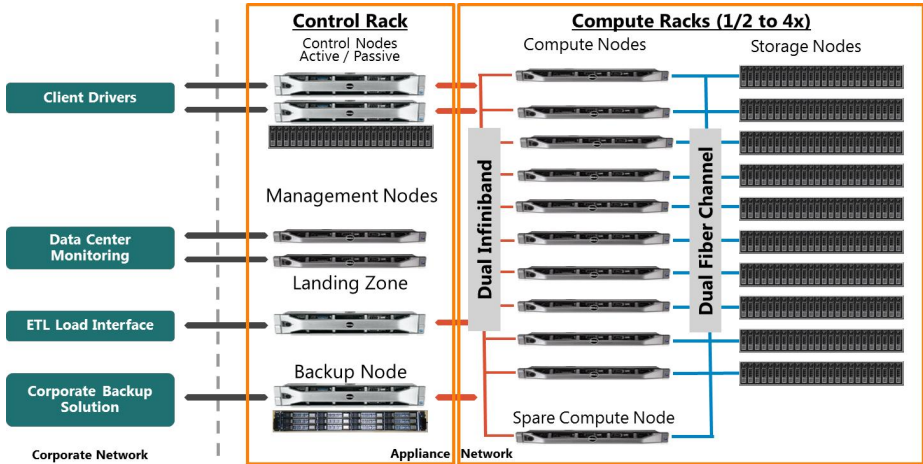 Control Rack
Control Nodes
Active / Passive
Compute Racks (1/2 to 4x)
Compute Nodes
Storage Nodes
Client Drivers
Management Nodes
Data Center
Monitoring
Landing Zone
ETL Load Interface
Backup Node
Corporate Backup
Solution
Dual Infiniband
Dual Fiber Channel
Spare Compute Node
Corporate Network
Appliance Network